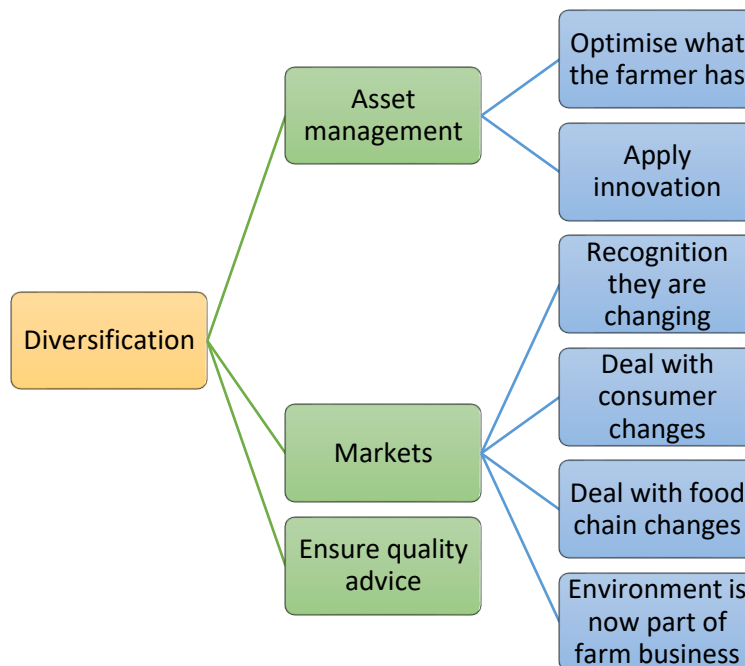 Optimise what
the farmer has
Asset
management
Apply
innovation
Recognition
they are
changing
Diversification
Deal with
consumer
changes
Markets
Deal with food
chain changes
Ensure quality
advice
Environment is
now part of
farm business